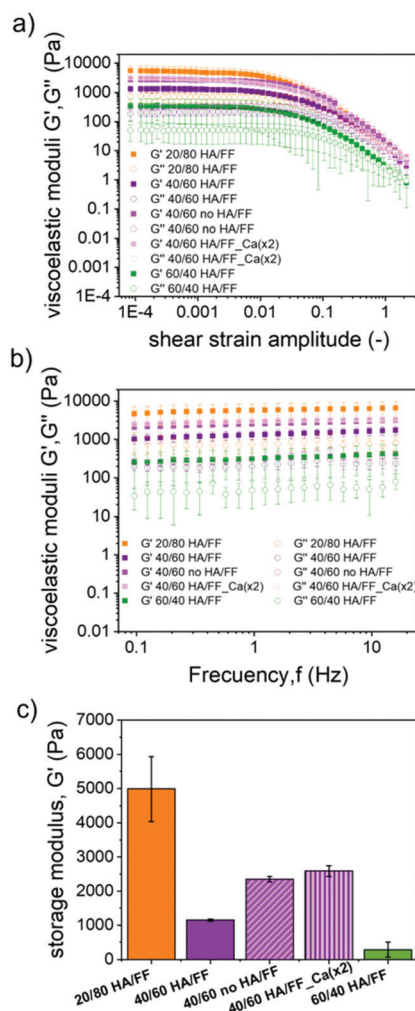 a)
viscoelastic moduli G',G'' (Pa)
10000
1000
100
10
1
0.1
0.01
0.001
1E-4
G' 20/80 HA/FF
G'' 20/80 HA/FF
G' 40/60 HA/FF
G'' 40/60 HA/FF
G' 40/60 no HA/FF
G'' 40/60 no HA/FF
G' 40/60 HA/FF_Ca(x2)
G'' 40/60 HA/FF_Ca(x2)
G' 60/40 HA/FF
G'' 60/40 HA/FF
1E-4 0.001 0.01 0.1 1
shear strain amplitude (-)
b)
viscoelastic moduli G',G'' (Pa)
10000
1000
100
10
1
0.1
0.01
G' 20/80 HA/FF G'' 20/80 HA/FF
G' 40/60 HA/FF G'' 40/60 HA/FF
G' 40/60 no HA/FF G'' 40/60 no HA/FF
G' 40/60 HA/FF_Ca(x2) G'' 40/60 HA/FF_Ca(x2)
G' 60/40 HA/FF G'' 60/40 HA/FF
0.1 1 10
Frecuency,f (Hz)
c)
storage modulus, G' (Pa)
7000
6000
5000
4000
3000
2000
1000
0
20/80 HA/FF
40/60 HA/FF
40/60 no HA/FF
40/60 HA/FF_Ca(x2)
60/40 HA/FF